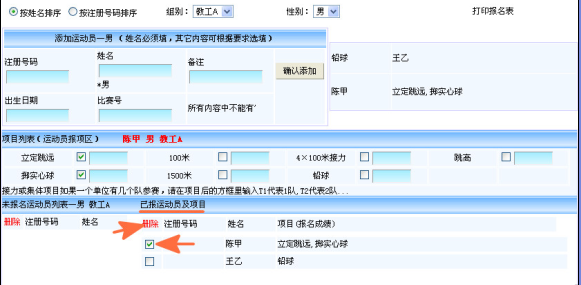 按姓名排序 按注册号码排序 组别: 教工A 性别: 男 打印报名表
添加运动员—男 (姓名必须填,其它内容可根据要求选填)
注册号码 姓名 备注
*男
确认添加
出生日期 比赛号 所有内容中不能有'
铅球 王乙
陈甲 立定跳远,掷实心球
项目列表(运动员报项区) 陈甲 男 教工A
立定跳远 100米 4×100米接力 跳高
掷实心球 1500米 铅球
接力或集体项目如果一个单位有几个队参赛,请在项目后的方框里输入T1代表1队,T2代表2队...
未报名运动员列表—男 教工A 已报运动员及项目
删除 注册号码 姓名 删除 注册号码 姓名 项目(报名成绩)
陈甲 立定跳远,掷实心球
王乙 铅球